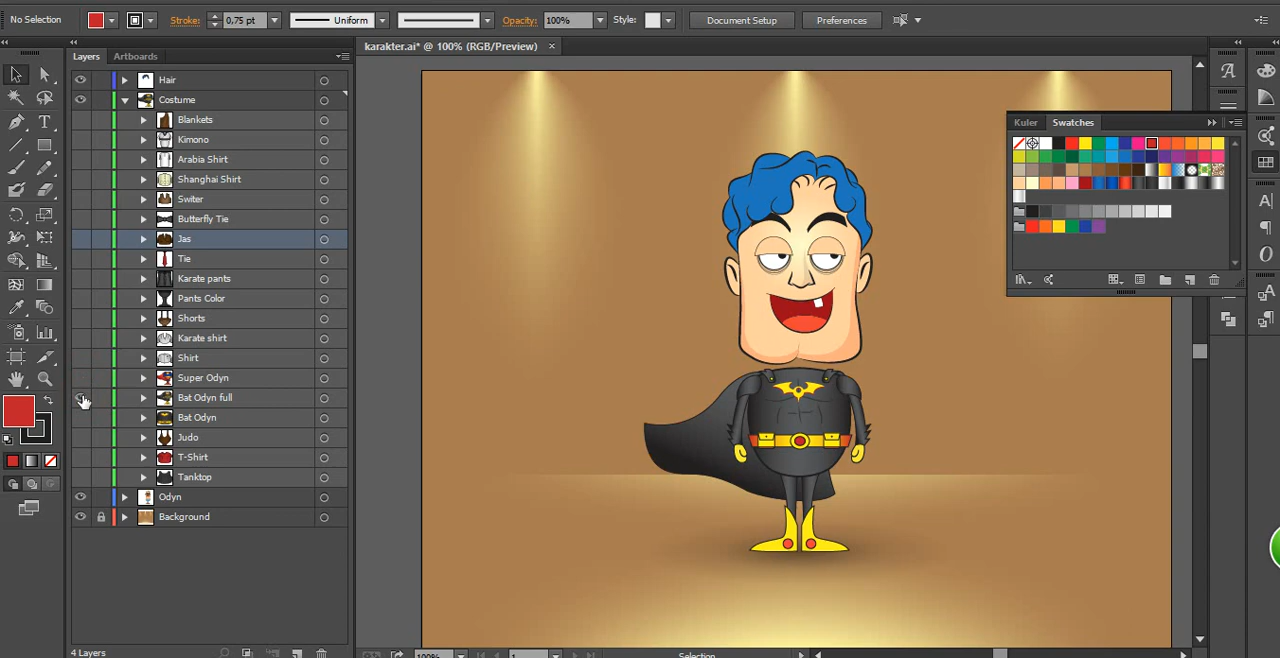 No Selection Stroke: 0,75 pt Uniform Opacity: 100% Style: Document Setup Preferences
Layers Artboards
karakter.ai* @ 100% (RGB/Preview) ×
Hair
Costume
Blankets
Kimono
Arabia Shirt
Shanghai Shirt
Switer
Butterfly Tie
Jas
Tie
Karate pants
Pants Color
Shorts
Karate shirt
Shirt
Super Odyn
Bat Odyn full
Bat Odyn
Judo
T-Shirt
Tanktop
Odyn
Background
4 Layers
Kuler Swatches
100% 1 Selection